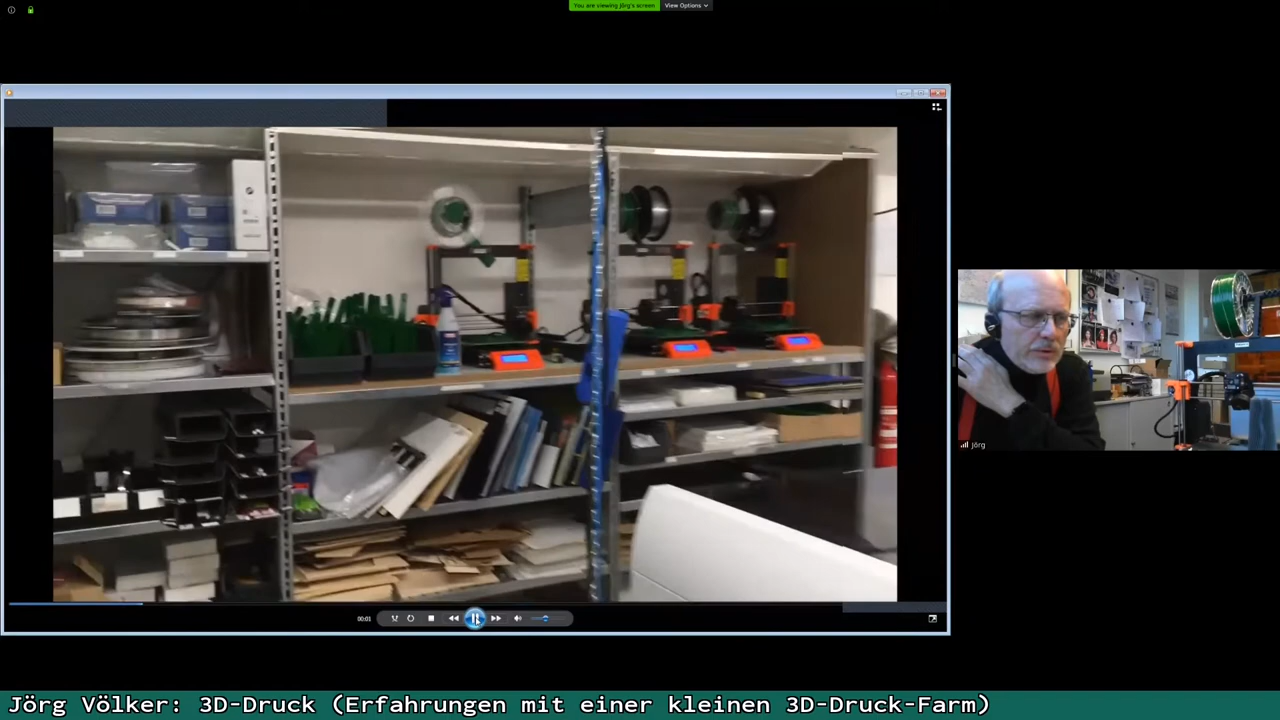 You are viewing Jörg's screen
View Options
00:01
Jörg
Jörg Völker: 3D-Druck (Erfahrungen mit einer kleinen 3D-Druck-Farm)